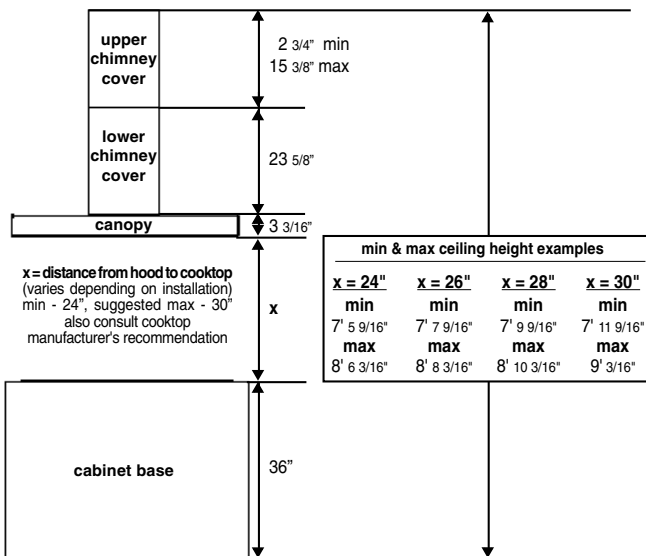 upper
chimney
cover
2 3/4” min
15 3/8” max
lower
chimney
cover
23 5/8”
canopy
3 3/16”
x = distance from hood to cooktop
(varies depending on installation)
min - 24”, suggested max - 30”
also consult cooktop
manufacturer's recommendation
x
min & max ceiling height examples
x = 24" x = 26" x = 28" x = 30"
min min min min
7' 5 9/16" 7' 7 9/16" 7' 9 9/16" 7' 11 9/16"
max max max max
8' 6 3/16" 8' 8 3/16" 8' 10 3/16" 9' 3/16"
cabinet base
36”